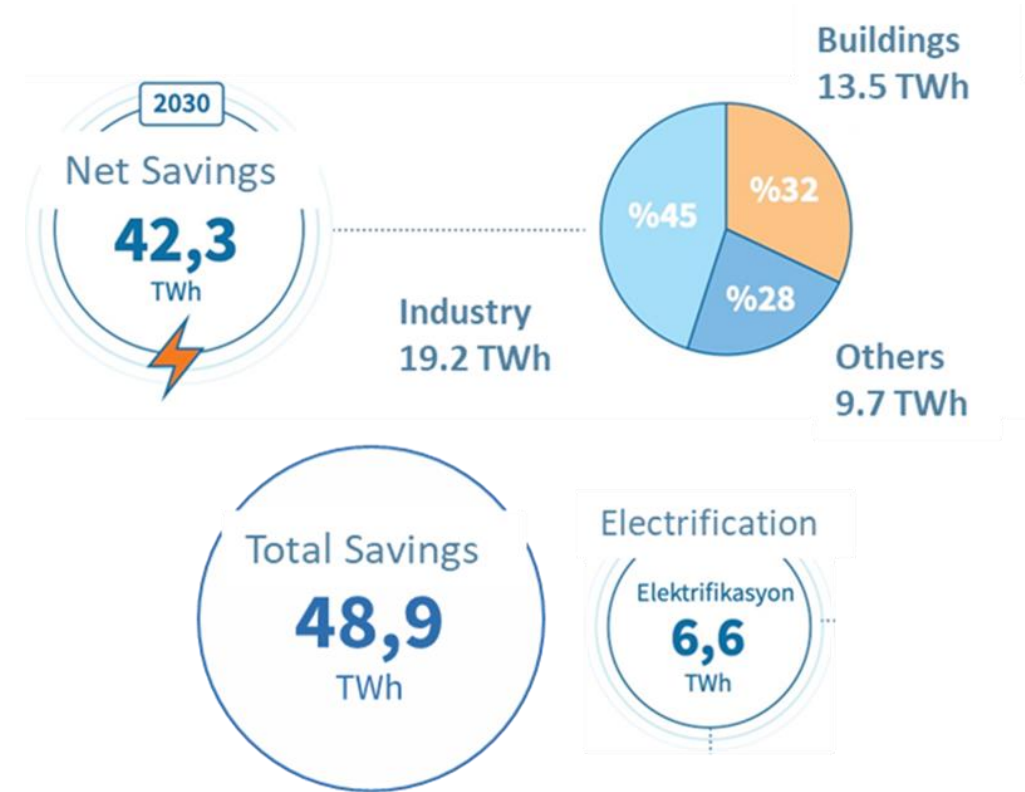 2030
Net Savings
42,3
TWh
Buildings
13.5 TWh
%32
%45
%28
Industry
19.2 TWh
Others
9.7 TWh
Total Savings
48,9
TWh
Electrification
Elektrifikasyon
6,6
TWh